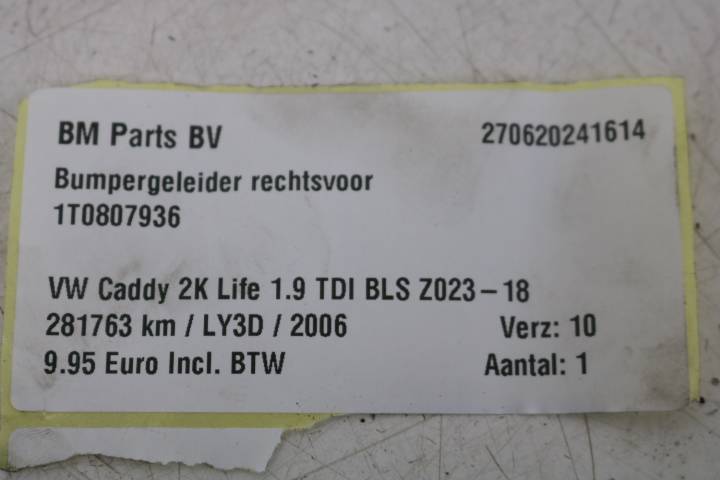 BM Parts BV 270620241614
Bumpergeleider rechtsvoor
1T0807936
VW Caddy 2K Life 1.9 TDI BLS Z023-18
281763 km / LY3D / 2006 Verz: 10
9.95 Euro Incl. BTW Aantal: 1